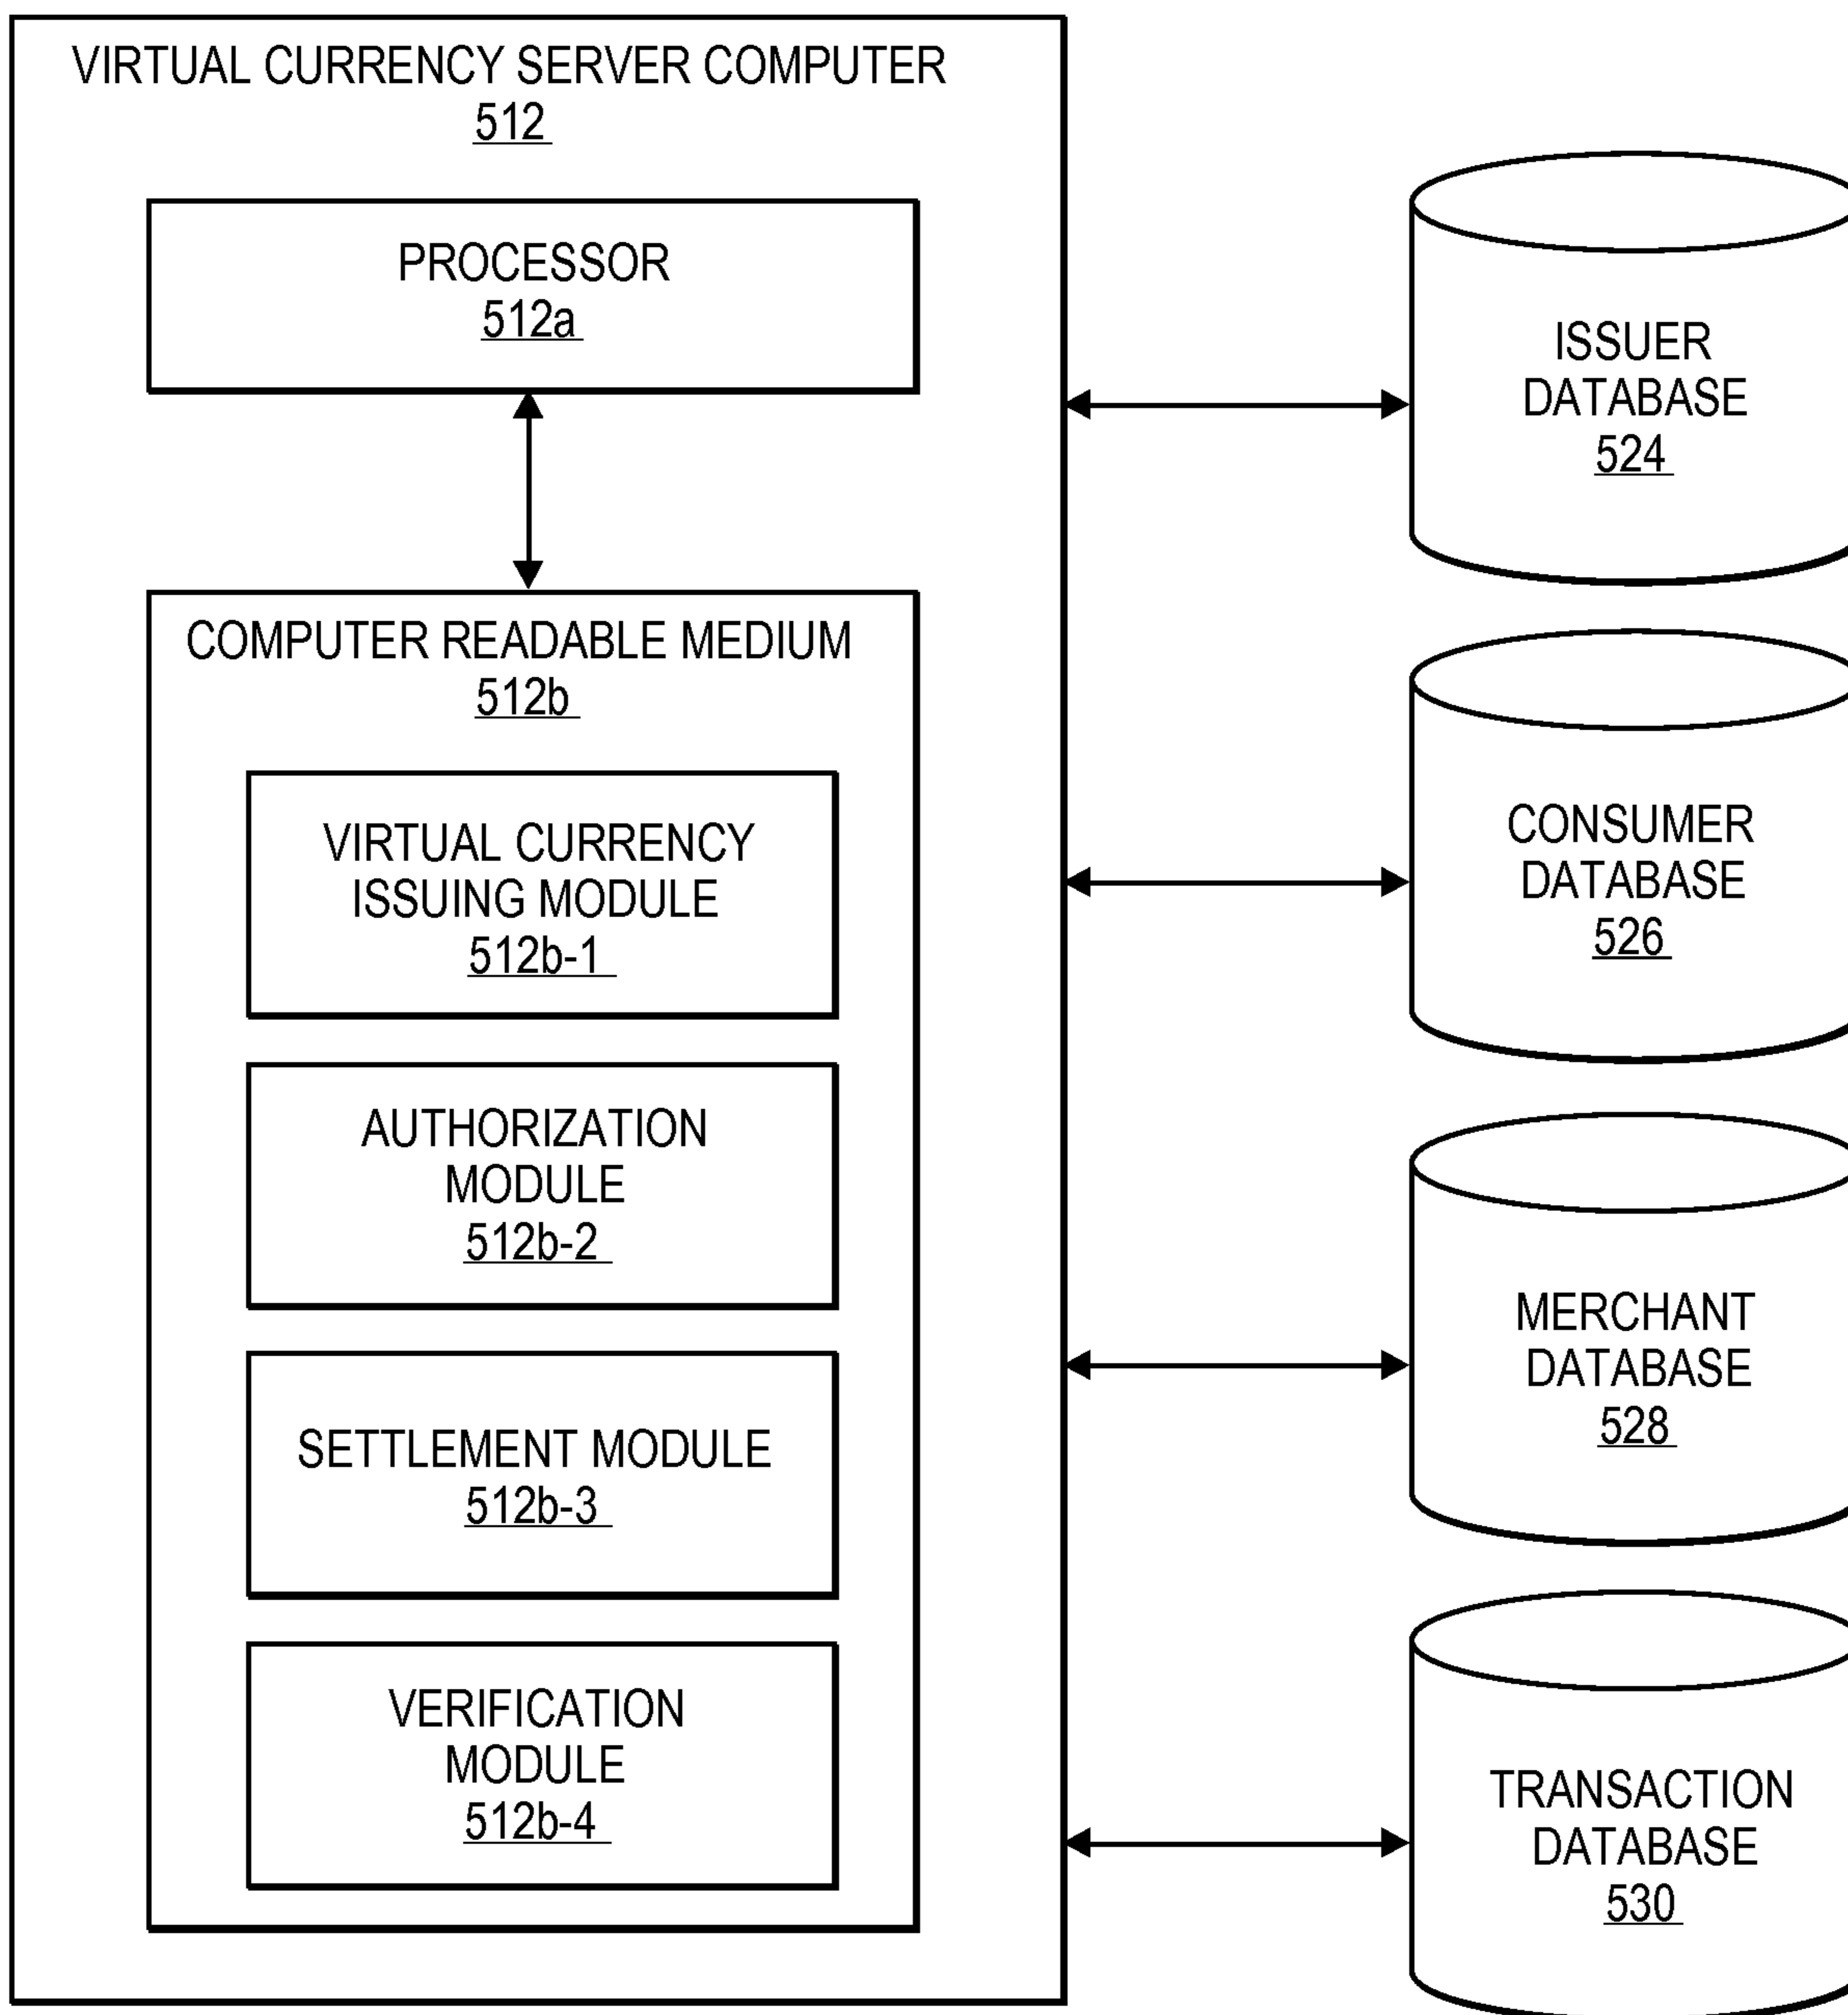 VIRTUAL CURRENCY SERVER COMPUTER
512
PROCESSOR
512a
COMPUTER READABLE MEDIUM
512b
VIRTUAL CURRENCY
ISSUING MODULE
512b-1
AUTHORIZATION
MODULE
512b-2
SETTLEMENT MODULE
512b-3
VERIFICATION
MODULE
512b-4
ISSUER
DATABASE
524
CONSUMER
DATABASE
526
MERCHANT
DATABASE
528
TRANSACTION
DATABASE
530